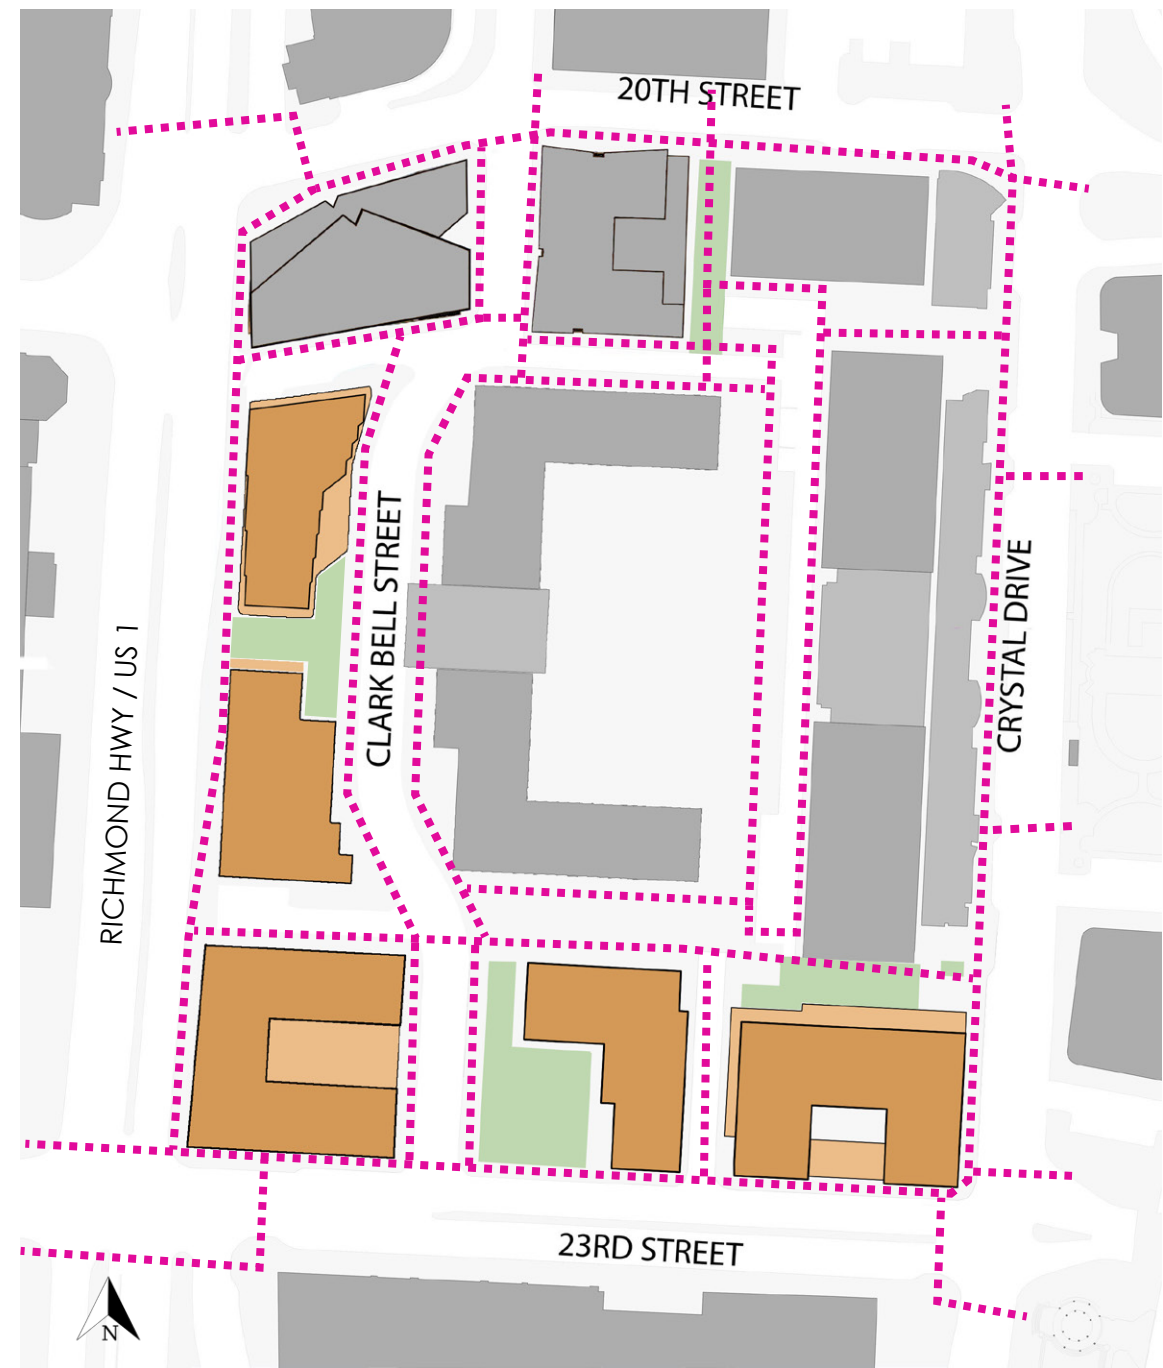 20TH STREET
CLARK BELL STREET
CRYSTAL DRIVE
RICHMOND HWY / US 1
23RD STREET
N